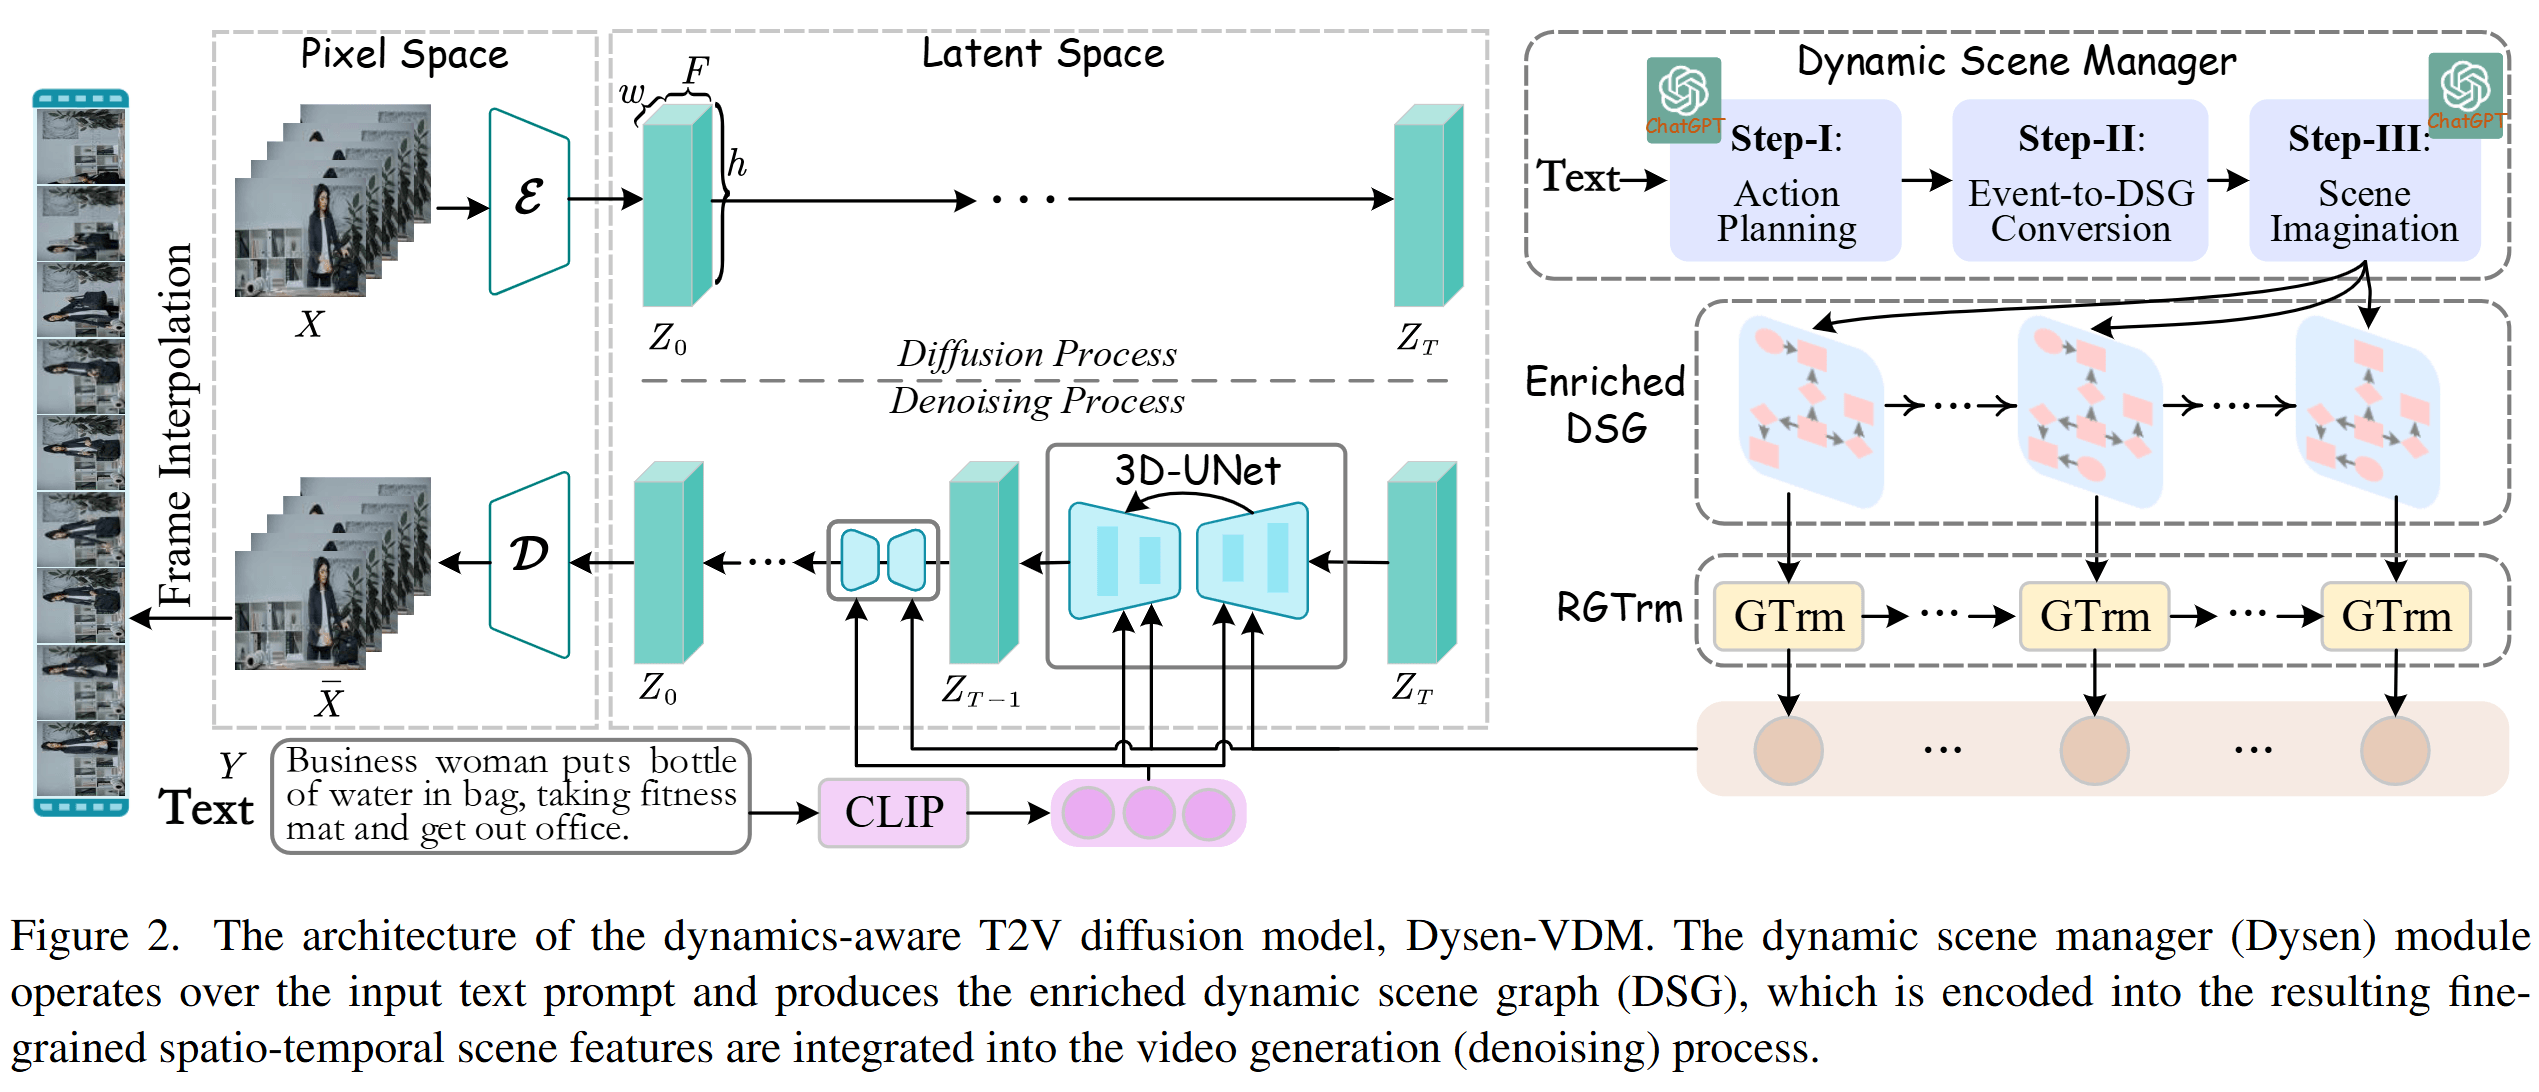 Pixel Space
Latent Space
Dynamic Scene Manager
w
F
h
ChatGPT
ChatGPT
Text
Step-I:
Action
Planning
Step-II:
Event-to-DSG
Conversion
Step-III:
Scene
Imagination
ℰ
X
Z₀
...
Z_T
Diffusion Process
Denoising Process
Frame Interpolation
3D-UNet
𝒟
X̄
Z₀
...
Z_{T-1}
Z_T
Enriched
DSG
...
...
RGTrm
GTrm
...
GTrm
...
GTrm
...
...
Y
Text
Business woman puts bottle
of water in bag, taking fitness
mat and get out office.
CLIP
Figure 2. The architecture of the dynamics-aware T2V diffusion model, Dysen-VDM. The dynamic scene manager (Dysen) module
operates over the input text prompt and produces the enriched dynamic scene graph (DSG), which is encoded into the resulting fine-
grained spatio-temporal scene features are integrated into the video generation (denoising) process.